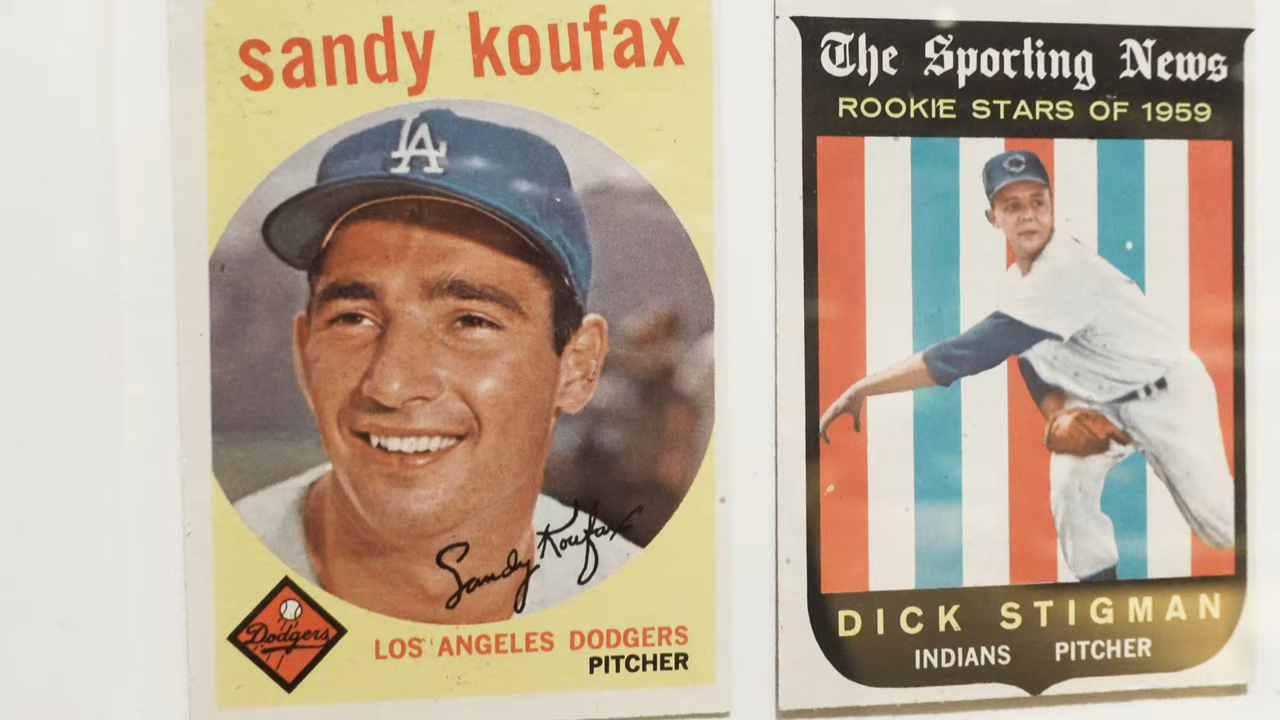 sandy koufax
LA
Sandy Koufax
Dodgers
LOS ANGELES DODGERS
PITCHER
The Sporting News
ROOKIE STARS OF 1959
C
DICK STIGMAN
INDIANS PITCHER